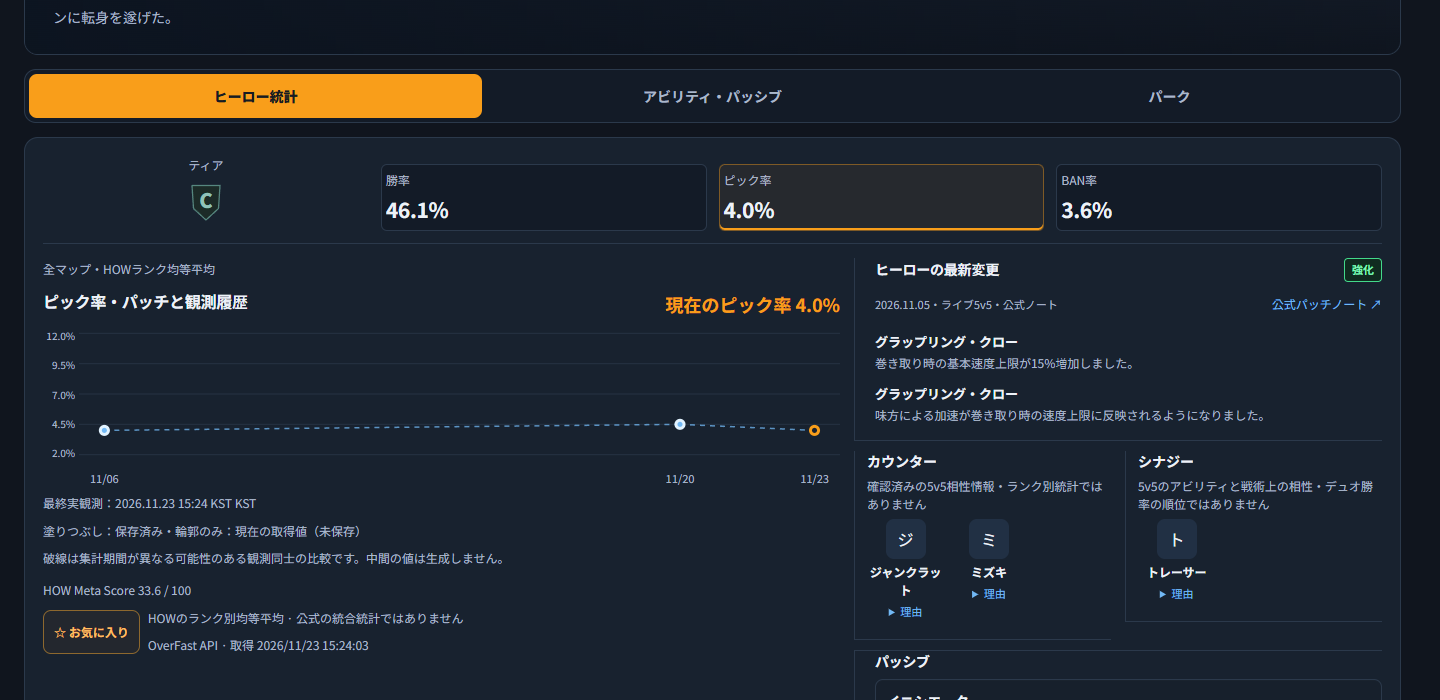 ンに転身を遂げた。
ヒーロー統計
アビリティ・パッシブ
パーク
ティア
C
勝率
46.1%
ピック率
4.0%
BAN率
3.6%
全マップ・HOWランク均等平均
ピック率・パッチと観測履歴
現在のピック率 4.0%
12.0%
9.5%
7.0%
4.5%
2.0%
11/06
11/20
11/23
最終実観測：2026.11.23 15:24 KST KST
塗りつぶし：保存済み・輪郭のみ：現在の取得値（未保存）
破線は集計期間が異なる可能性のある観測同士の比較です。中間の値は生成しません。
HOW Meta Score 33.6 / 100
☆ お気に入り
HOWのランク別均等平均 · 公式の統合統計ではありません
OverFast API · 取得 2026/11/23 15:24:03
ヒーローの最新変更
強化
2026.11.05・ライブ5v5・公式ノート
公式パッチノート ↗
グラップリング・クロー
巻き取り時の基本速度上限が15%増加しました。
グラップリング・クロー
味方による加速が巻き取り時の速度上限に反映されるようになりました。
カウンター
確認済みの5v5相性情報・ランク別統計では
ありません
ジ
ジャンクラッ
ト
▶ 理由
ミ
ミズキ
▶ 理由
シナジー
5v5のアビリティと戦術上の相性・デュオ勝
率の順位ではありません
ト
トレーサー
▶ 理由
パッシブ